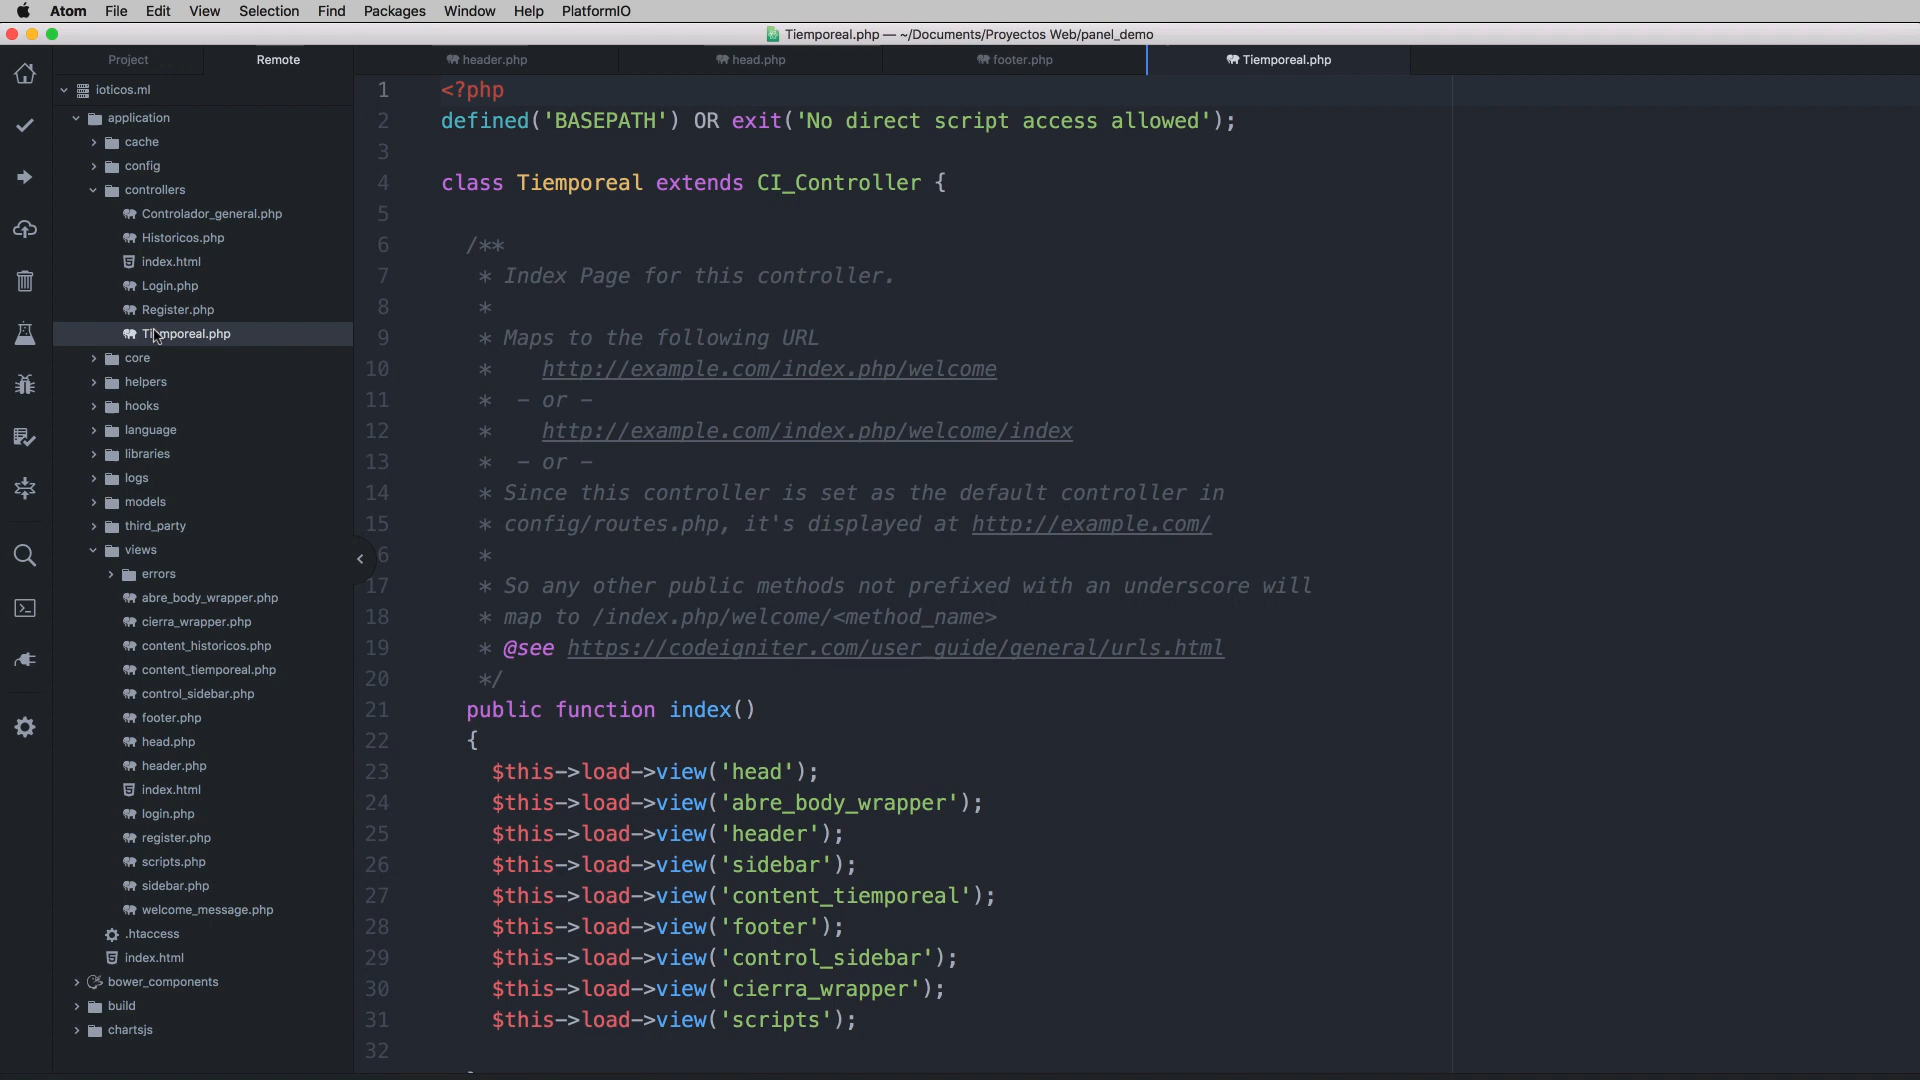 Atom File Edit View Selection Find Packages Window Help PlatformIO
Tiemporeal.php — ~/Documents/Proyectos Web/panel_demo
Project Remote header.php head.php footer.php Tiemporeal.php
ioticos.ml
application
cache
config
controllers
Controlador_general.php
Historicos.php
index.html
Login.php
Register.php
Tiemporeal.php
core
helpers
hooks
language
libraries
logs
models
third_party
views
errors
abre_body_wrapper.php
cierra_wrapper.php
content_historicos.php
content_tiemporeal.php
control_sidebar.php
footer.php
head.php
header.php
index.html
login.php
register.php
scripts.php
sidebar.php
welcome_message.php
.htaccess
index.html
bower_components
build
chartsjs
1 <?php
2 defined('BASEPATH') OR exit('No direct script access allowed');
3
4 class Tiemporeal extends CI_Controller {
5
6 /**
7 * Index Page for this controller.
8 *
9 * Maps to the following URL
10 * http://example.com/index.php/welcome
11 * - or -
12 * http://example.com/index.php/welcome/index
13 * - or -
14 * Since this controller is set as the default controller in
15 * config/routes.php, it's displayed at http://example.com/
6 *
17 * So any other public methods not prefixed with an underscore will
18 * map to /index.php/welcome/<method_name>
19 * @see https://codeigniter.com/user_guide/general/urls.html
20 */
21 public function index()
22 {
23 $this->load->view('head');
24 $this->load->view('abre_body_wrapper');
25 $this->load->view('header');
26 $this->load->view('sidebar');
27 $this->load->view('content_tiemporeal');
28 $this->load->view('footer');
29 $this->load->view('control_sidebar');
30 $this->load->view('cierra_wrapper');
31 $this->load->view('scripts');
32